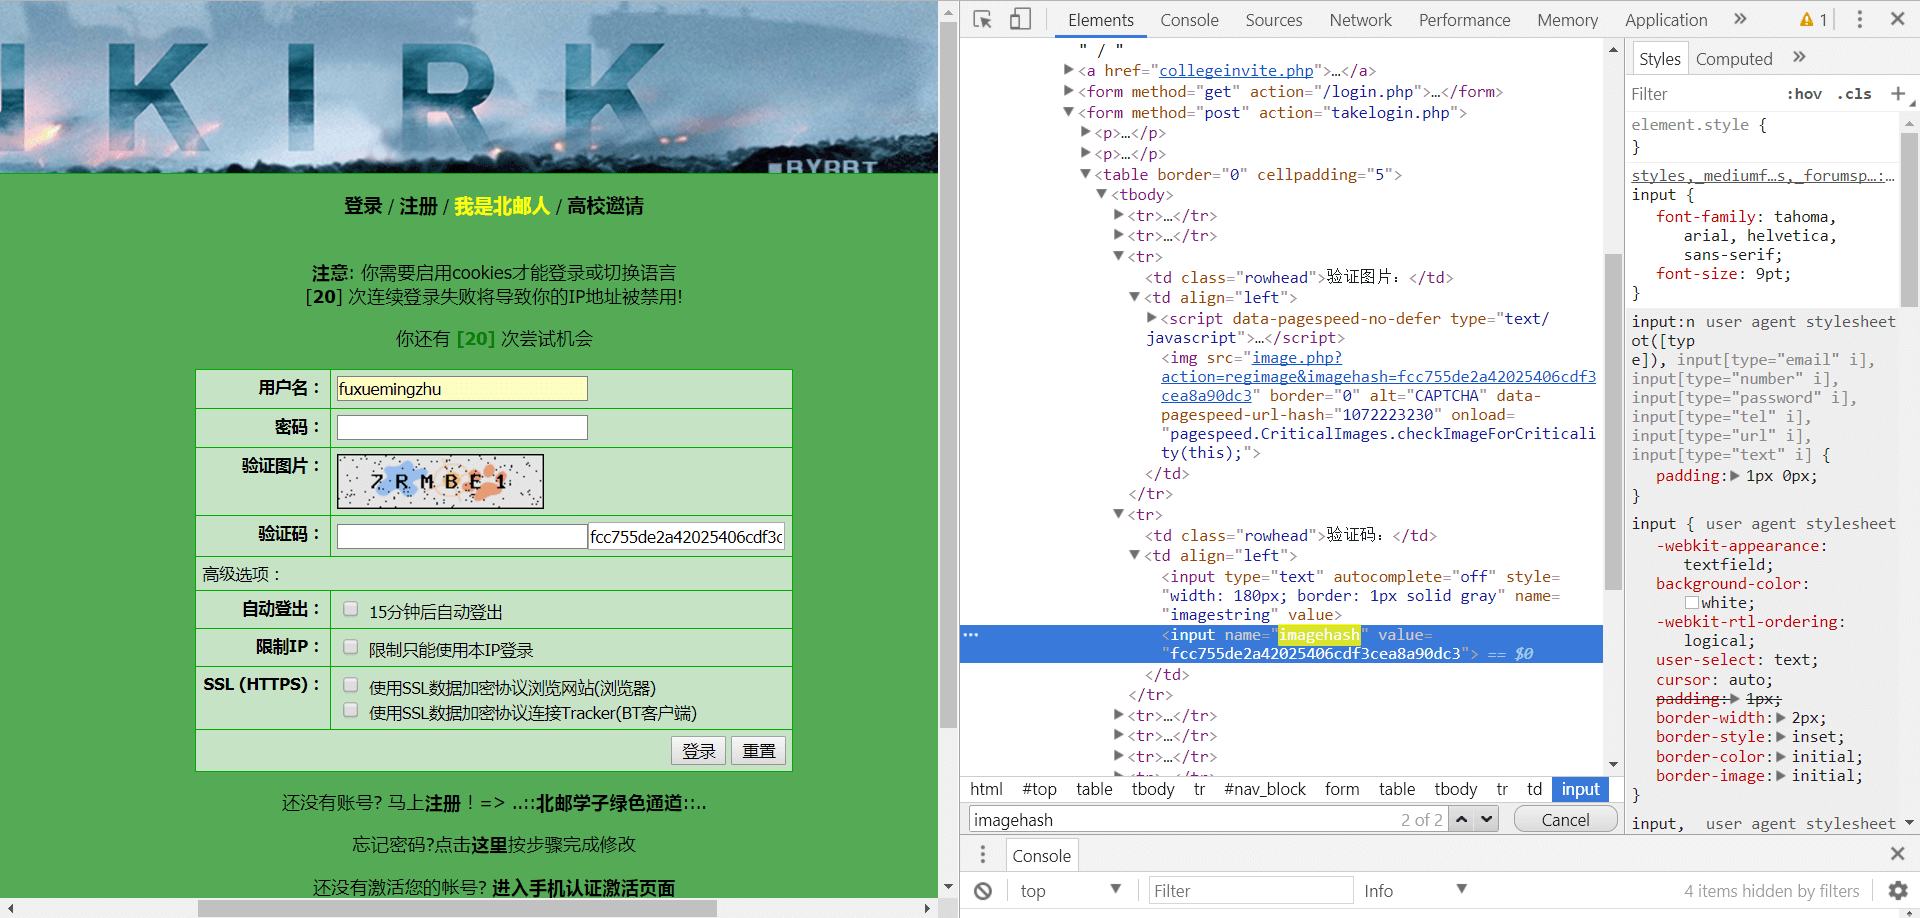 K I R K
BYRBT
登录 / 注册 / 我是北邮人 / 高校邀请
注意: 你需要启用cookies才能登录或切换语言
[20] 次连续登录失败将导致你的IP地址被禁用!
你还有 [20] 次尝试机会
用户名： fuxuemingzhu
密码：
验证图片： 7RMBE1
验证码： fcc755de2a42025406cdf3c
高级选项：
自动登出： 15分钟后自动登出
限制IP： 限制只能使用本IP登录
SSL (HTTPS)： 使用SSL数据加密协议浏览网站(浏览器)
使用SSL数据加密协议连接Tracker(BT客户端)
登录 重置
还没有账号? 马上注册！=> ..::北邮学子绿色通道::..
忘记密码?点击这里按步骤完成修改
还没有激活您的帐号? 进入手机认证激活页面
Elements Console Sources Network Performance Memory Application » 1
" / "
<a href="collegeinvite.php">…</a>
<form method="get" action="/login.php">…</form>
<form method="post" action="takelogin.php">
<p>…</p>
<p>…</p>
<table border="0" cellpadding="5">
<tbody>
<tr>…</tr>
<tr>…</tr>
<tr>
<td class="rowhead">验证图片：</td>
<td align="left">
<script data-pagespeed-no-defer type="text/
javascript">…</script>
<img src="image.php?
action=regimage&imagehash=fcc755de2a42025406cdf3
cea8a90dc3" border="0" alt="CAPTCHA" data-
pagespeed-url-hash="1072223230" onload=
"pagespeed.CriticalImages.checkImageForCriticali
ty(this);">
</td>
</tr>
<tr>
<td class="rowhead">验证码：</td>
<td align="left">
<input type="text" autocomplete="off" style=
"width: 180px; border: 1px solid gray" name=
"imagestring" value>
… <input name="imagehash" value=
"fcc755de2a42025406cdf3cea8a90dc3"> == $0
</td>
</tr>
<tr>…</tr>
<tr>…</tr>
<tr>…</tr>
html #top table tbody tr #nav_block form table tbody tr td input
imagehash 2 of 2 Cancel
Console
top Filter Info 4 items hidden by filters
Styles Computed »
Filter :hov .cls +
element.style {
}
styles,_mediumf…s,_forumsp…:…
input {
font-family: tahoma,
arial, helvetica,
sans-serif;
font-size: 9pt;
}
input:n user agent stylesheet
ot([typ
e]), input[type="email" i],
input[type="number" i],
input[type="password" i],
input[type="tel" i],
input[type="url" i],
input[type="text" i] {
padding: 1px 0px;
}
input { user agent stylesheet
-webkit-appearance:
textfield;
background-color:
white;
-webkit-rtl-ordering:
logical;
user-select: text;
cursor: auto;
padding: 1px;
border-width: 2px;
border-style: inset;
border-color: initial;
border-image: initial;
}
input, user agent stylesheet